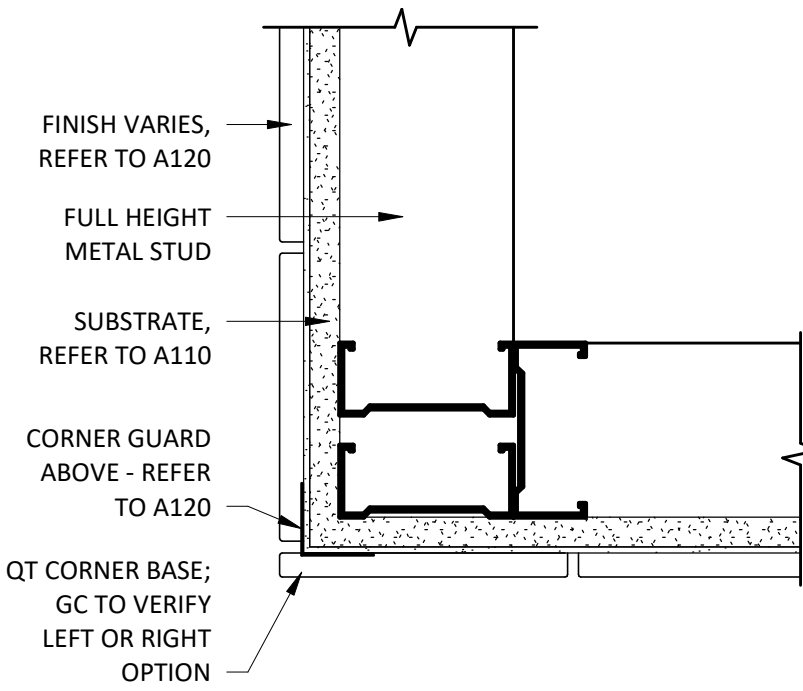 FINISH VARIES,
REFER TO A120
FULL HEIGHT
METAL STUD
SUBSTRATE,
REFER TO A110
CORNER GUARD
ABOVE - REFER
TO A120
QT CORNER BASE;
GC TO VERIFY
LEFT OR RIGHT
OPTION